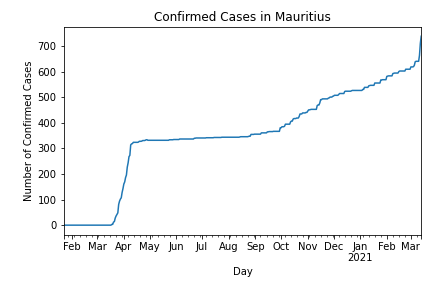 Confirmed Cases in Mauritius
Number of Confirmed Cases
700
600
500
400
300
200
100
0
Feb Mar Apr May Jun Jul Aug Sep Oct Nov Dec Jan Feb Mar
2021
Day